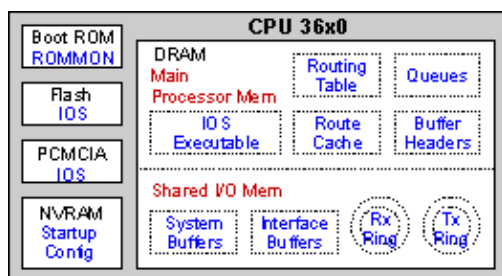 CPU 36x0
Boot ROM
ROMMON
Flash
IOS
PCMCIA
IOS
NVRAM
Startup
Config
DRAM
Main
Processor Mem
Routing
Table
Queues
IOS
Executable
Route
Cache
Buffer
Headers
Shared I/O Mem
System
Buffers
Interface
Buffers
Rx
Ring
Tx
Ring